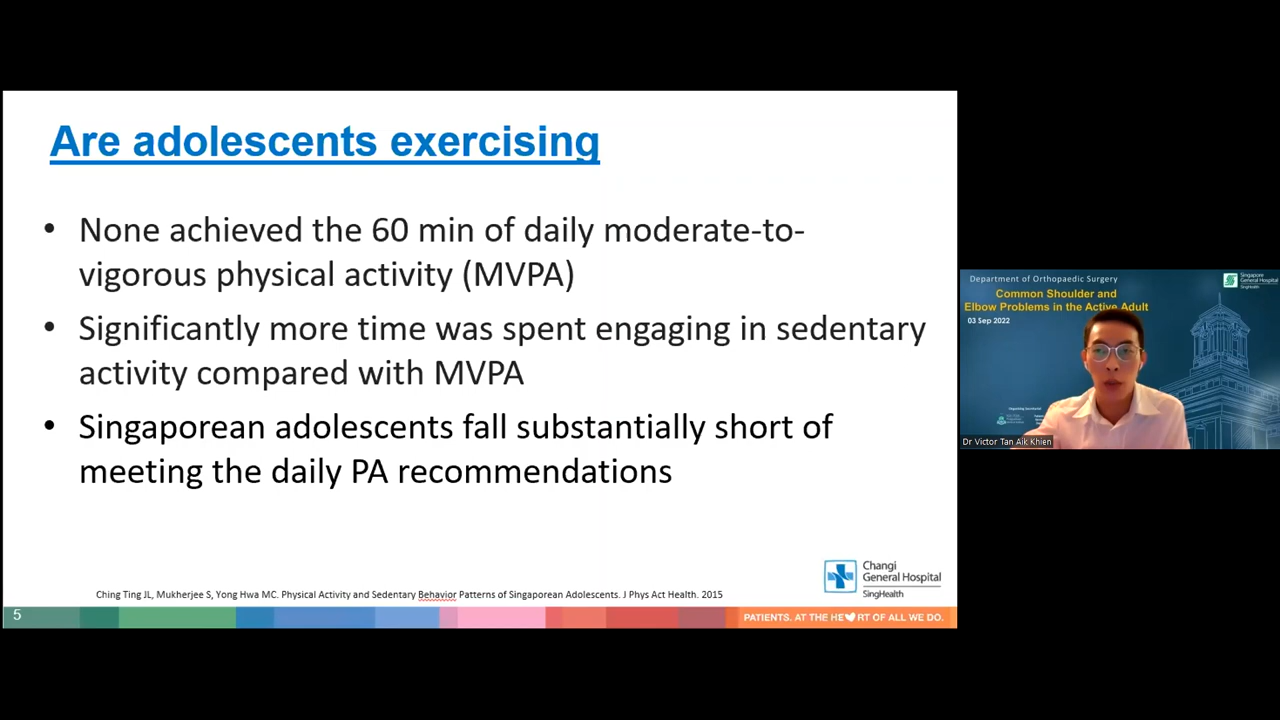 Are adolescents exercising
• None achieved the 60 min of daily moderate-to-
vigorous physical activity (MVPA)
• Significantly more time was spent engaging in sedentary
activity compared with MVPA
• Singaporean adolescents fall substantially short of
meeting the daily PA recommendations
Changi
General Hospital
SingHealth
Ching Ting JL, Mukherjee S, Yong Hwa MC. Physical Activity and Sedentary Behavior Patterns of Singaporean Adolescents. J Phys Act Health. 2015
5
PATIENTS. AT THE HE RT OF ALL WE DO.
Department of Orthopaedic Surgery
Singapore
General Hospital
SingHealth
Common Shoulder and
Elbow Problems in the Active Adult
03 Sep 2022
Dr Victor Tan Aik Khien